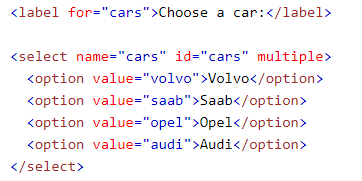 <label for="cars">Choose a car:</label>
<select name="cars" id="cars" multiple>
<option value="volvo">Volvo</option>
<option value="saab">Saab</option>
<option value="opel">Opel</option>
<option value="audi">Audi</option>
</select>